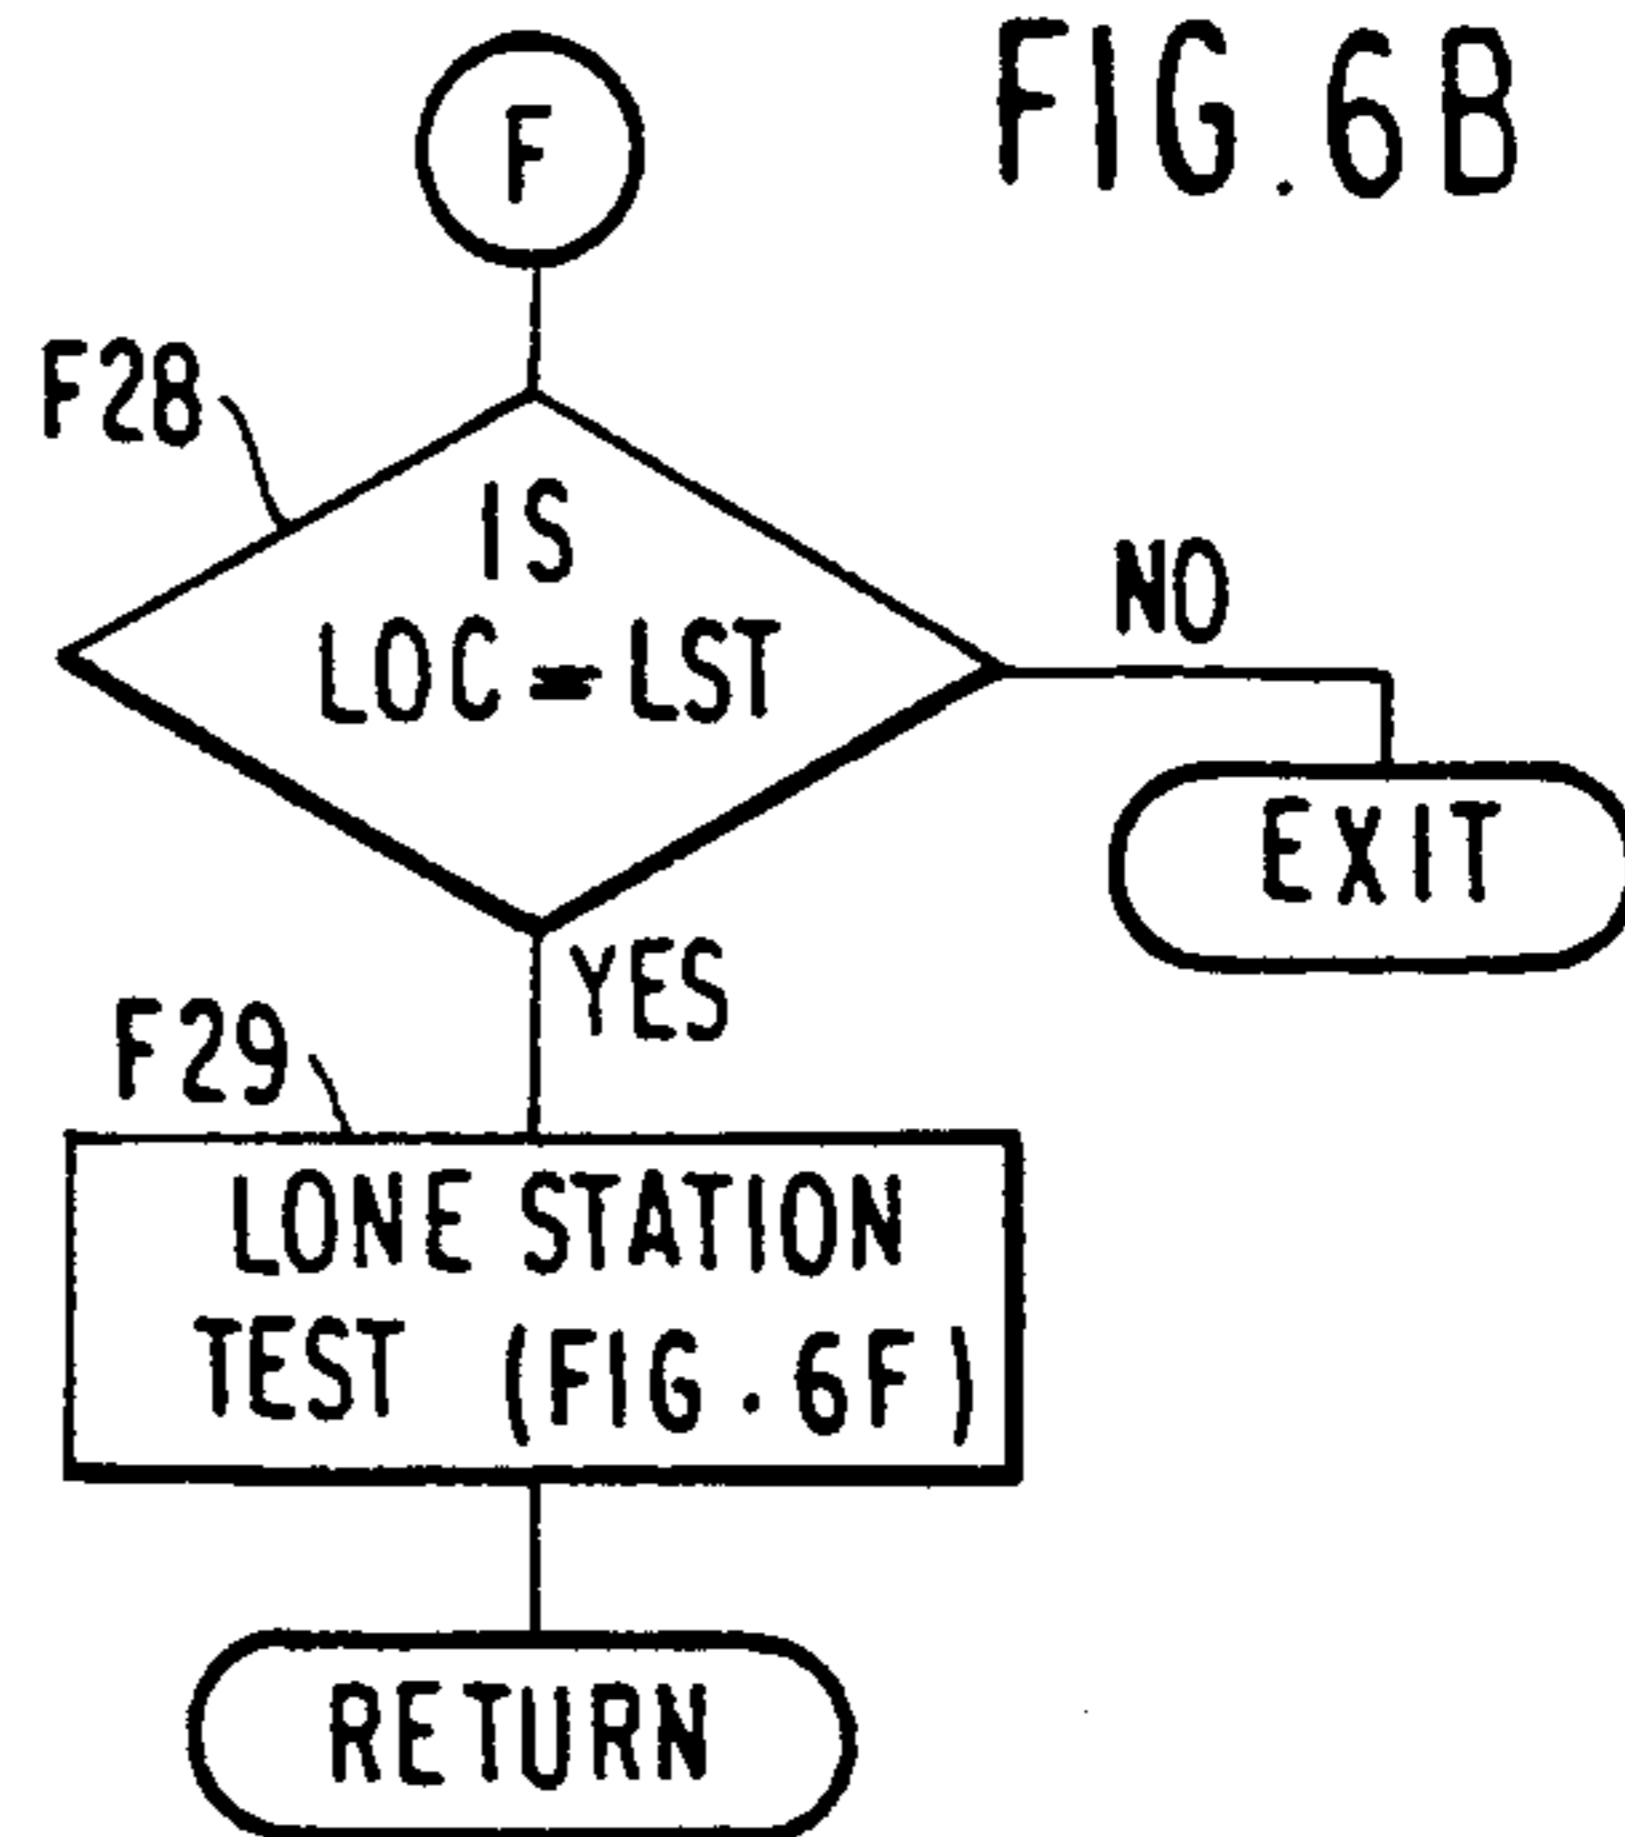 FIG.6B
F
F28
IS
LOC = LST
NO
EXIT
YES
F29
LONE STATION
TEST (FIG.6F)
RETURN